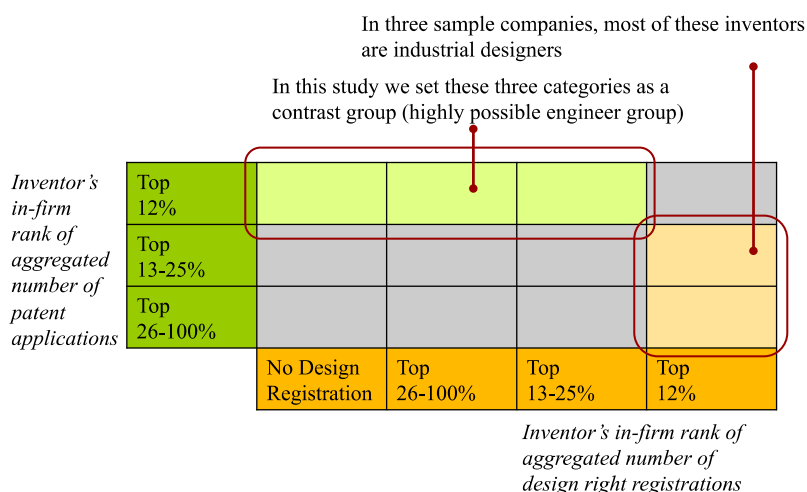 In three sample companies, most of these inventors
are industrial designers
In this study we set these three categories as a
contrast group (highly possible engineer group)
Inventor's
in-firm
rank of
aggregated
number of
patent
applications
Top
12%
Top
13-25%
Top
26-100%
No Design
Registration
Top
26-100%
Top
13-25%
Top
12%
Inventor's in-firm rank of
aggregated number of
design right registrations